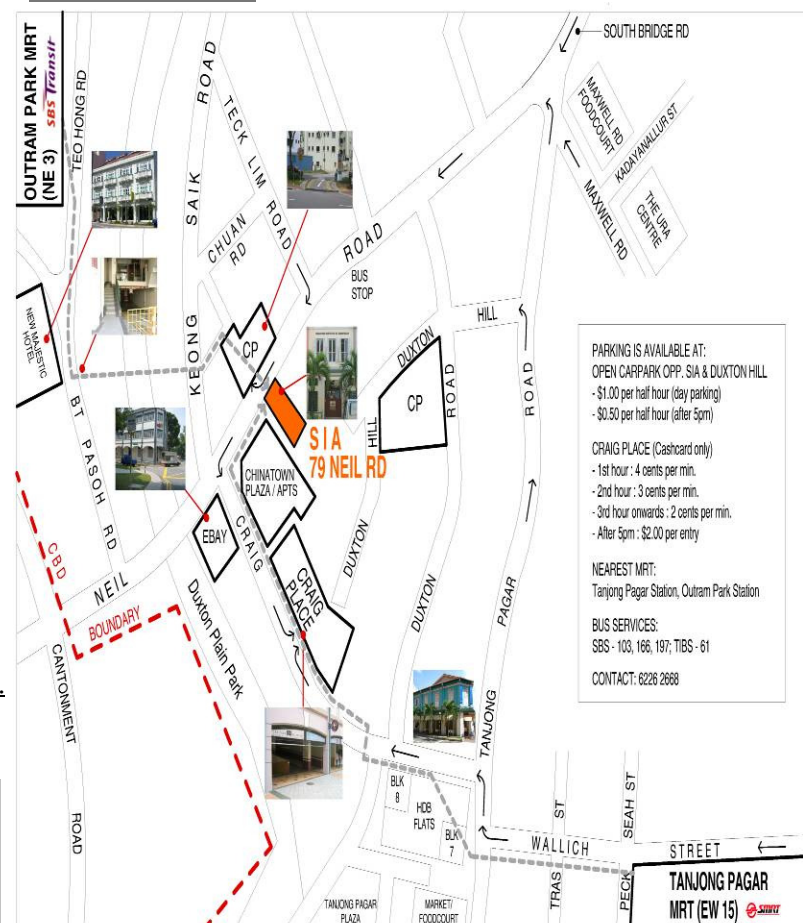 OUTRAM PARK MRT
(NE 3)
SBS Transit
TEO HONG RD
KEONG SAIK ROAD
TECK LIM ROAD
CHUAN
RD
SOUTH BRIDGE RD
MAXWELL RD
FOODCOURT
KADAYANALLUR ST
THE URA
CENTRE
MAXWELL RD
NEIL ROAD
BUS
STOP
NEW MAJESTIC
HOTEL
BT PASOH RD
CP
SIA
79 NEIL RD
DUXTON HILL
CP
DUXTON HILL
DUXTON ROAD
TANJONG PAGAR ROAD
CHINATOWN
PLAZA / APTS
EBAY
CRAIG
CRAIG
PLACE
CBD
BOUNDARY
Duxton Plain Park
CANTONMENT ROAD
PARKING IS AVAILABLE AT:
OPEN CARPARK OPP. SIA & DUXTON HILL
- $1.00 per half hour (day parking)
- $0.50 per half hour (after 5pm)
CRAIG PLACE (Cashcard only)
- 1st hour : 4 cents per min.
- 2nd hour : 3 cents per min.
- 3rd hour onwards : 2 cents per min.
- After 5pm : $2.00 per entry
NEAREST MRT:
Tanjong Pagar Station, Outram Park Station
BUS SERVICES:
SBS - 103, 166, 197; TIBS - 61
CONTACT: 6226 2668
BLK
8
HDB
FLATS
BLK
7
WALLICH STREET
TRAS ST
PECK SEAH ST
TANJONG PAGAR
PLAZA
MARKET/
FOODCOURT
TANJONG PAGAR
MRT (EW 15)
SMRT